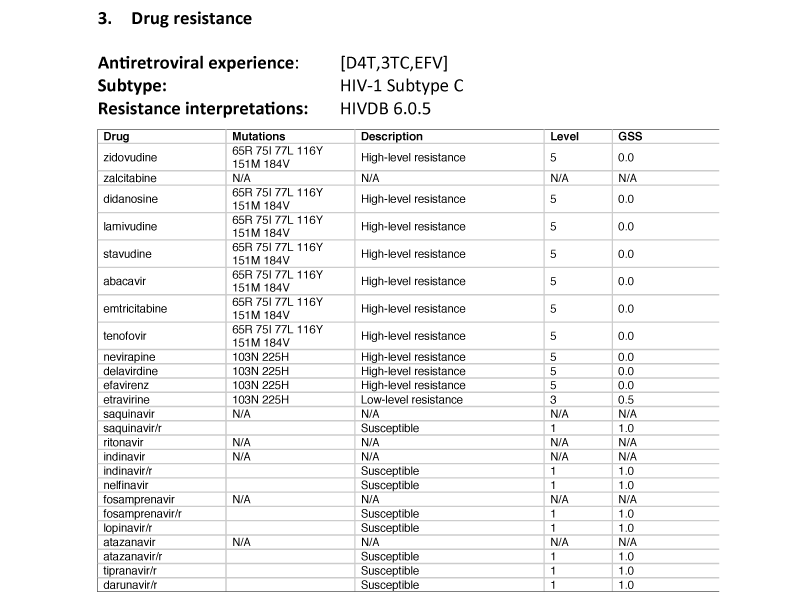 3. Drug resistance
Antiretroviral experience: [D4T,3TC,EFV]
Subtype: HIV-1 Subtype C
Resistance interpretations: HIVDB 6.0.5
Drug Mutations Description Level GSS
zidovudine 65R 75I 77L 116Y 151M 184V High-level resistance 5 0.0
zalcitabine N/A N/A N/A N/A
didanosine 65R 75I 77L 116Y 151M 184V High-level resistance 5 0.0
lamivudine 65R 75I 77L 116Y 151M 184V High-level resistance 5 0.0
stavudine 65R 75I 77L 116Y 151M 184V High-level resistance 5 0.0
abacavir 65R 75I 77L 116Y 151M 184V High-level resistance 5 0.0
emtricitabine 65R 75I 77L 116Y 151M 184V High-level resistance 5 0.0
tenofovir 65R 75I 77L 116Y 151M 184V High-level resistance 5 0.0
nevirapine 103N 225H High-level resistance 5 0.0
delavirdine 103N 225H High-level resistance 5 0.0
efavirenz 103N 225H High-level resistance 5 0.0
etravirine 103N 225H Low-level resistance 3 0.5
saquinavir N/A N/A N/A N/A
saquinavir/r Susceptible 1 1.0
ritonavir N/A N/A N/A N/A
indinavir N/A N/A N/A N/A
indinavir/r Susceptible 1 1.0
nelfinavir Susceptible 1 1.0
fosamprenavir N/A N/A N/A N/A
fosamprenavir/r Susceptible 1 1.0
lopinavir/r Susceptible 1 1.0
atazanavir N/A N/A N/A N/A
atazanavir/r Susceptible 1 1.0
tipranavir/r Susceptible 1 1.0
darunavir/r Susceptible 1 1.0